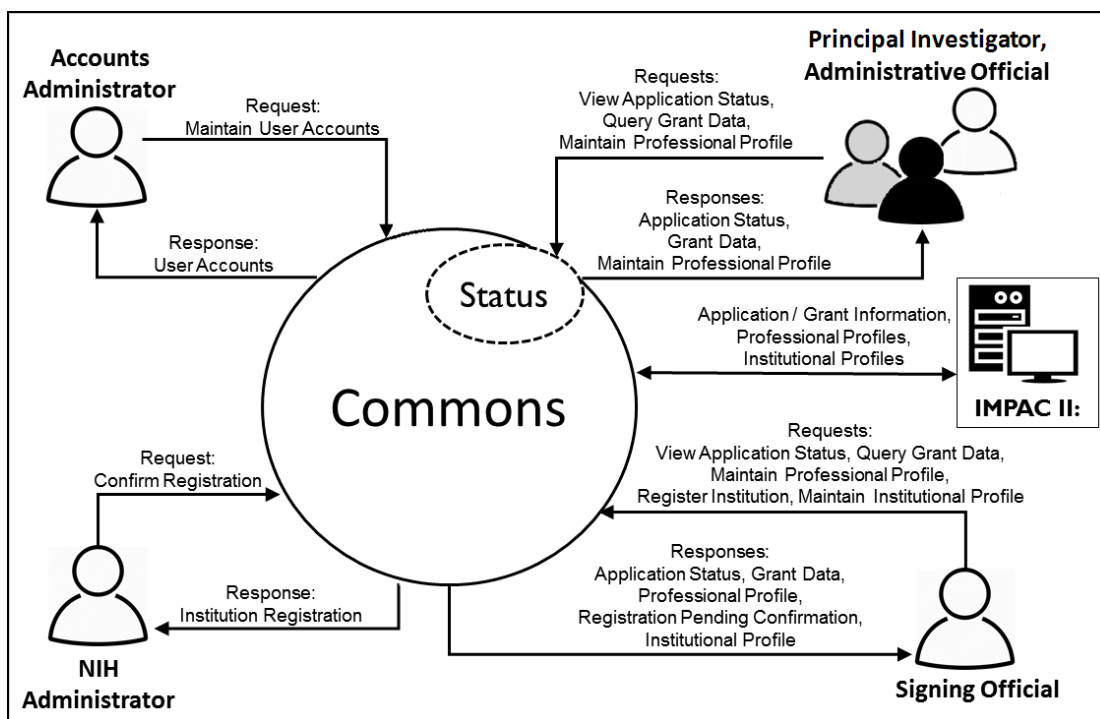 Accounts
Administrator
Request:
Maintain User Accounts
Response:
User Accounts
Requests:
View Application Status,
Query Grant Data,
Maintain Professional Profile
Principal Investigator,
Administrative Official
Responses:
Application Status,
Grant Data,
Maintain Professional Profile
Status
Commons
Application / Grant Information,
Professional Profiles,
Institutional Profiles
IMPAC II:
Request:
Confirm Registration
Response:
Institution Registration
NIH
Administrator
Requests:
View Application Status, Query Grant Data,
Maintain Professional Profile,
Register Institution, Maintain Institutional Profile
Responses:
Application Status, Grant Data,
Professional Profile,
Registration Pending Confirmation,
Institutional Profile
Signing Official